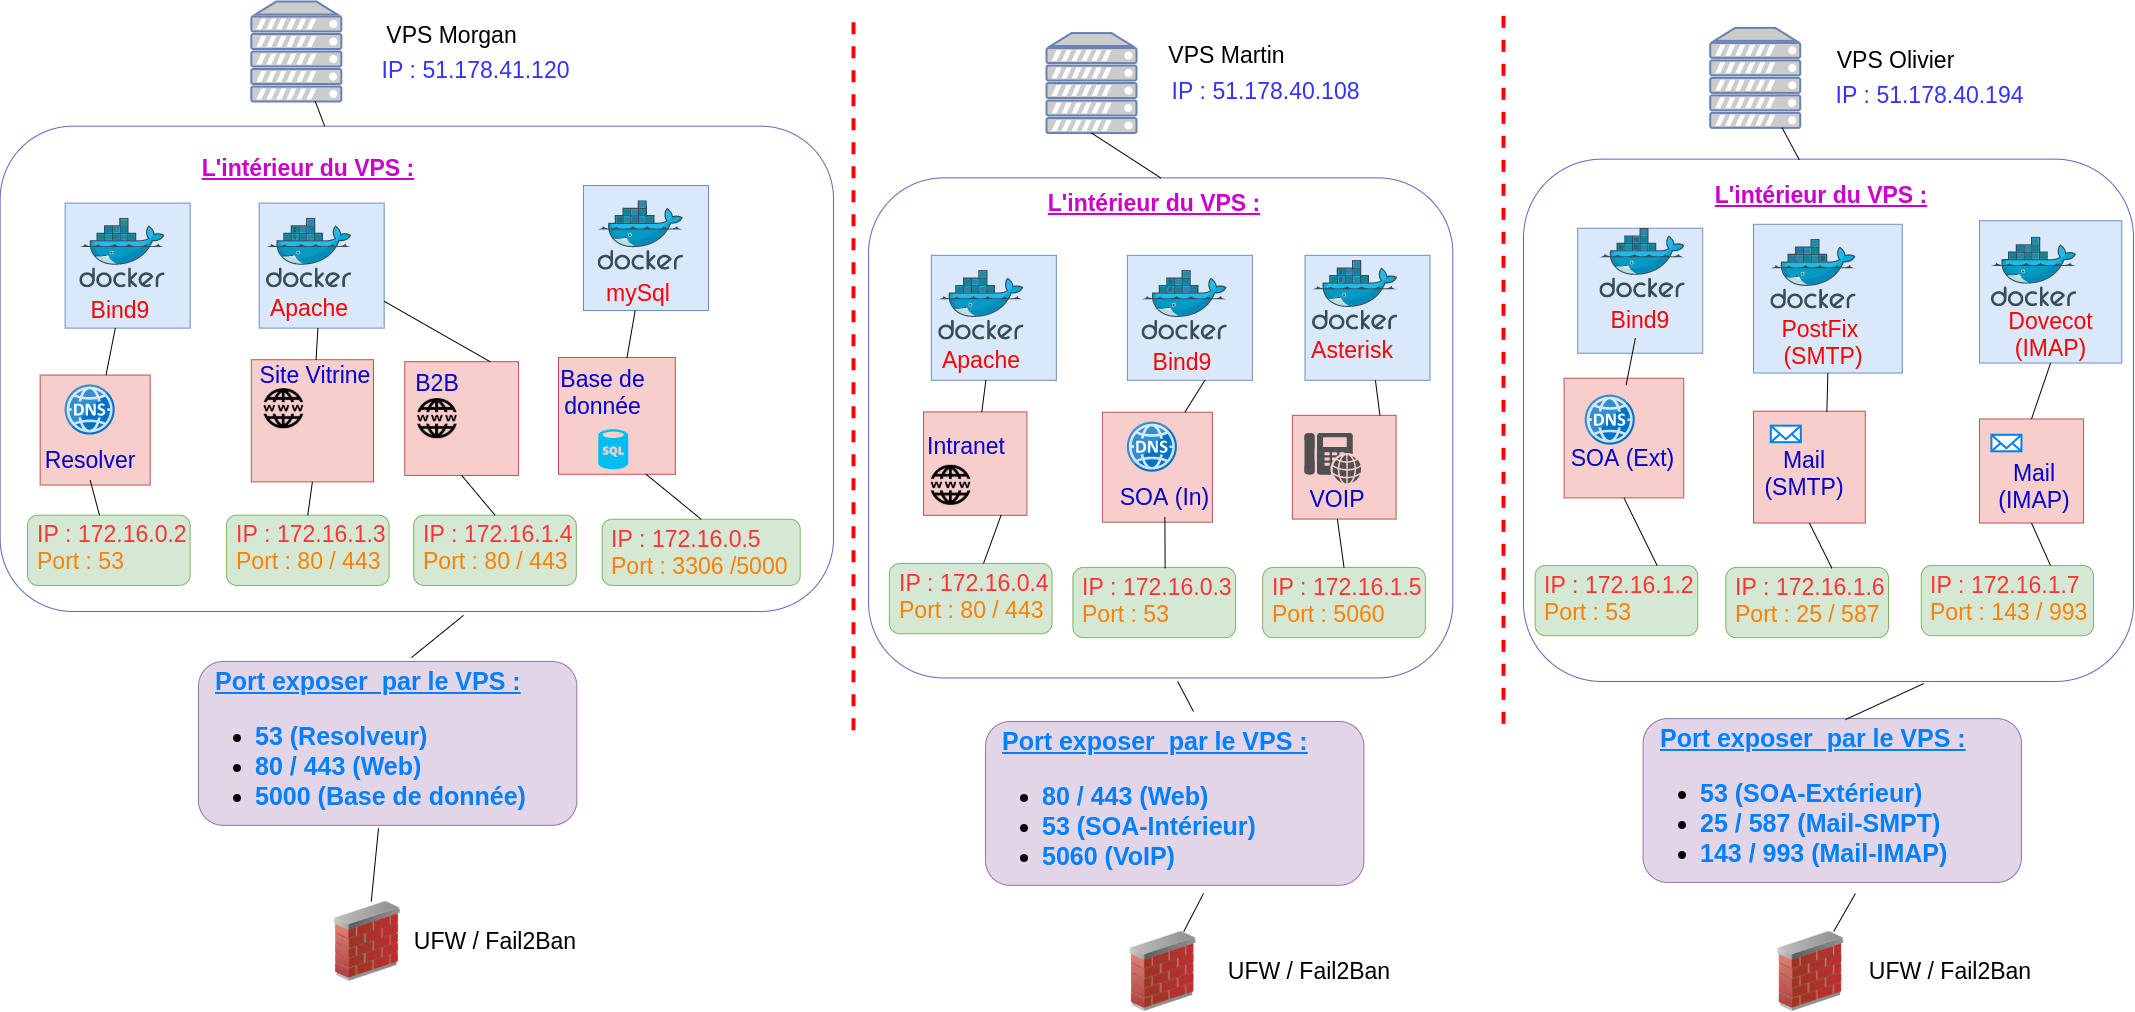 VPS Morgan
IP : 51.178.41.120
L'intérieur du VPS :
docker
Bind9
docker
Apache
docker
mySql
DNS
Resolver
Site Vitrine
WWW
B2B
WWW
Base de
donnée
SQL
IP : 172.16.0.2
Port : 53
IP : 172.16.1.3
Port : 80 / 443
IP : 172.16.1.4
Port : 80 / 443
IP : 172.16.0.5
Port : 3306 /5000
Port exposer  par le VPS :
53 (Resolveur)
80 / 443 (Web)
5000 (Base de donnée)
UFW / Fail2Ban
VPS Martin
IP : 51.178.40.108
L'intérieur du VPS :
docker
Apache
docker
Bind9
docker
Asterisk
Intranet
WWW
DNS
SOA (In)
VOIP
IP : 172.16.0.4
Port : 80 / 443
IP : 172.16.0.3
Port : 53
IP : 172.16.1.5
Port : 5060
Port exposer  par le VPS :
80 / 443 (Web)
53 (SOA-Intérieur)
5060 (VoIP)
UFW / Fail2Ban
VPS Olivier
IP : 51.178.40.194
L'intérieur du VPS :
docker
Bind9
docker
PostFix
(SMTP)
docker
Dovecot
(IMAP)
DNS
SOA (Ext)
Mail
(SMTP)
Mail
(IMAP)
IP : 172.16.1.2
Port : 53
IP : 172.16.1.6
Port : 25 / 587
IP : 172.16.1.7
Port : 143 / 993
Port exposer  par le VPS :
53 (SOA-Extérieur)
25 / 587 (Mail-SMPT)
143 / 993 (Mail-IMAP)
UFW / Fail2Ban